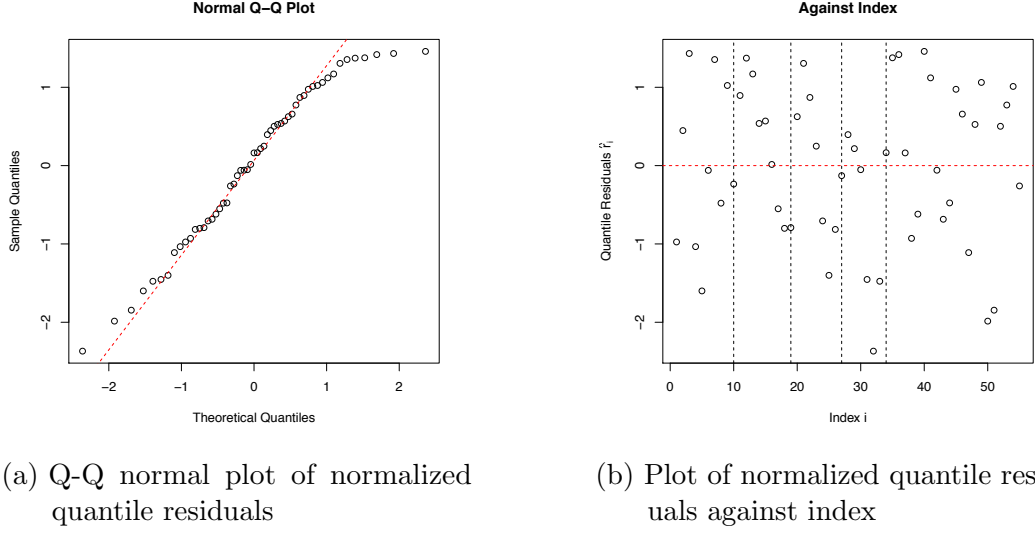 Normal Q–Q Plot
Sample Quantiles
1
0
−1
−2
−2
−1
0
1
2
Theoretical Quantiles
(a) Q-Q normal plot of normalized
quantile residuals
Against Index
Quantile Residuals r̂ᵢ
1
0
−1
−2
0
10
20
30
40
50
Index i
(b) Plot of normalized quantile res
uals against index